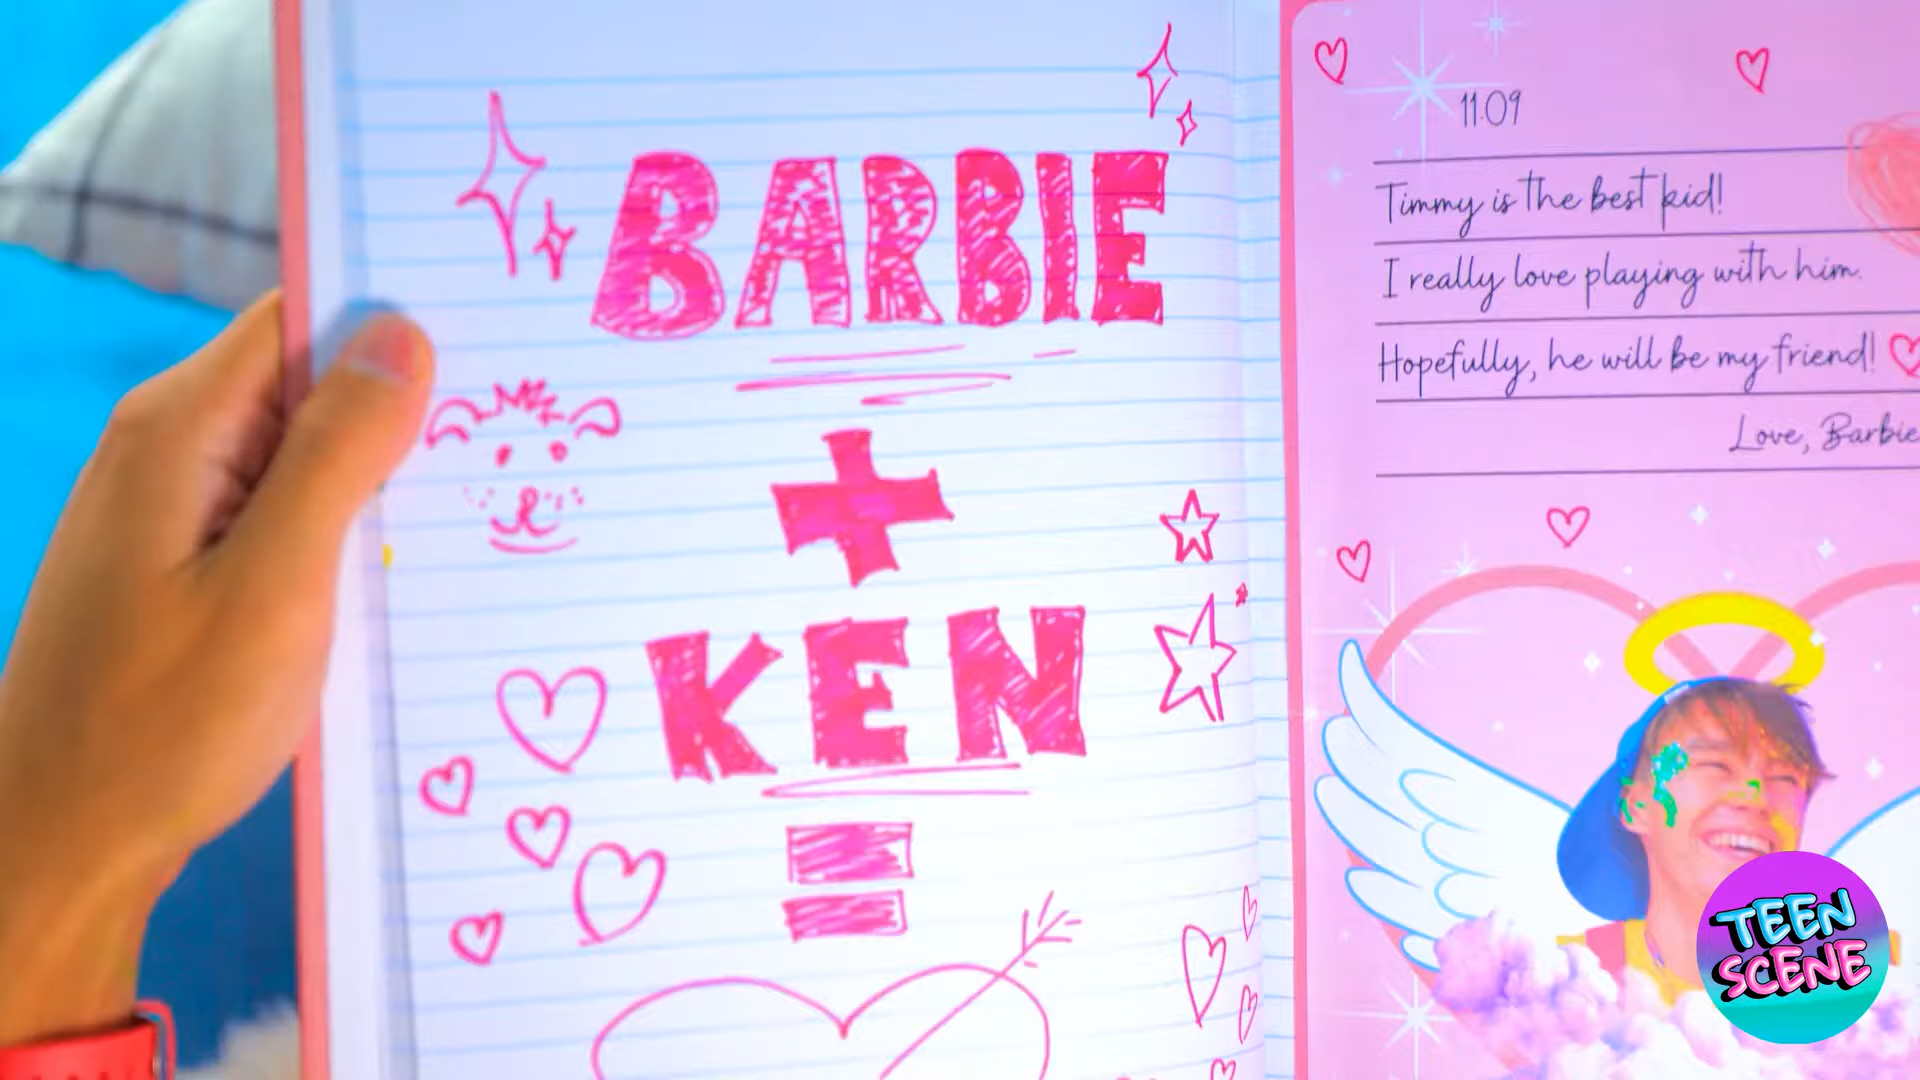 BARBIE
+
KEN
=
11.09
Timmy is the best kid!
I really love playing with him.
Hopefully, he will be my friend!
Love, Barbie
TEEN
SCENE